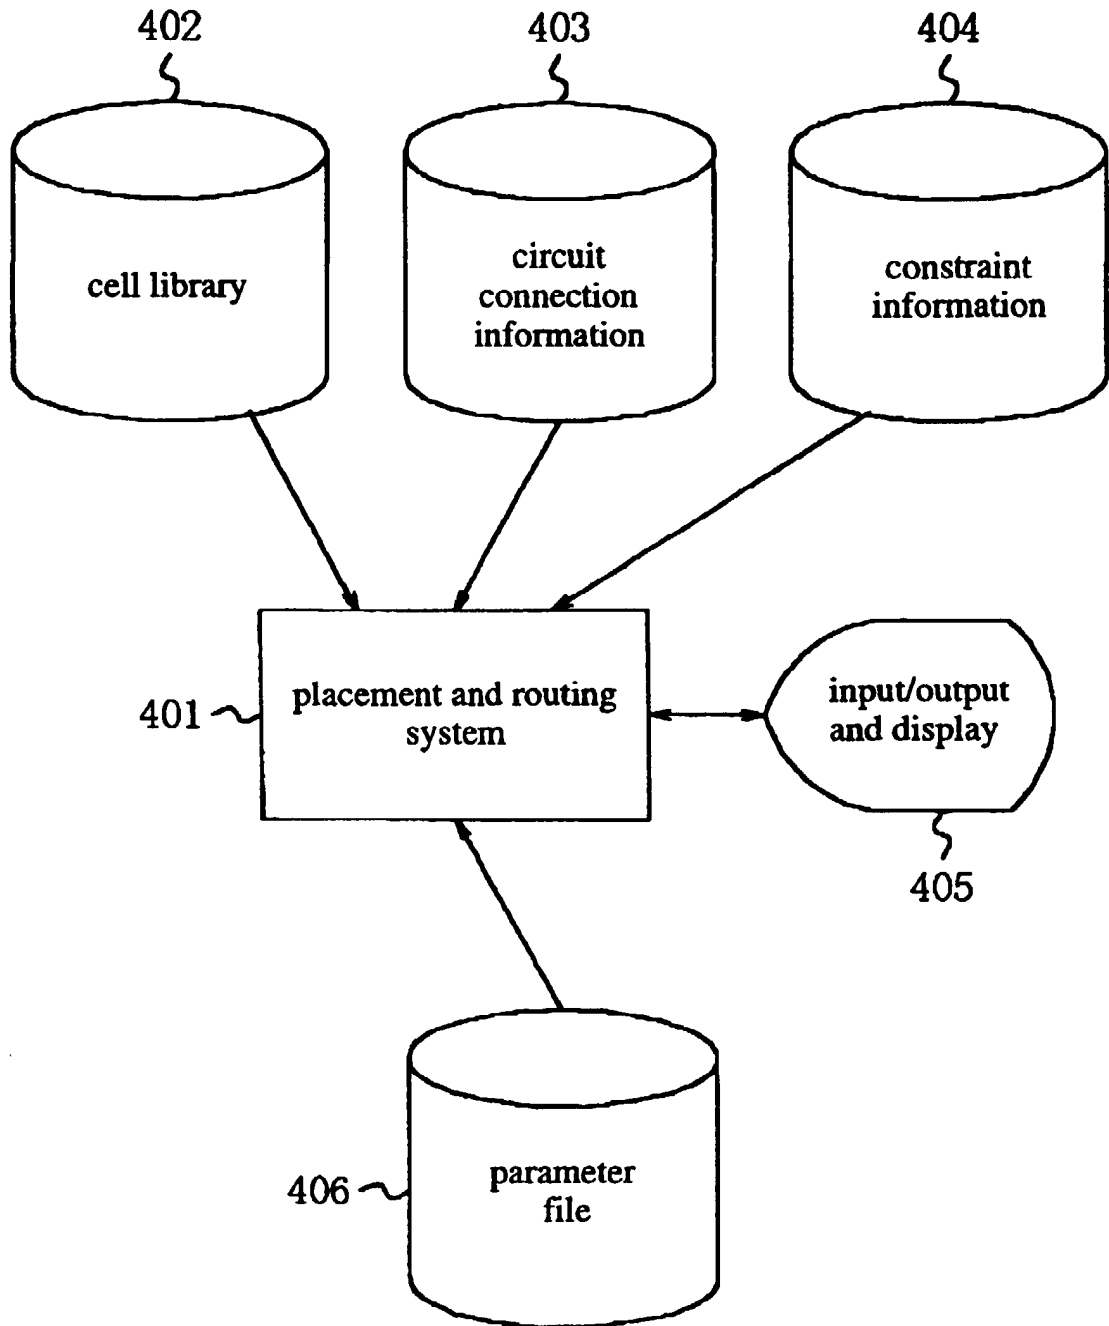 402
403
404
cell library
circuit
connection
information
constraint
information
401
placement and routing
system
input/output
and display
405
406
parameter
file